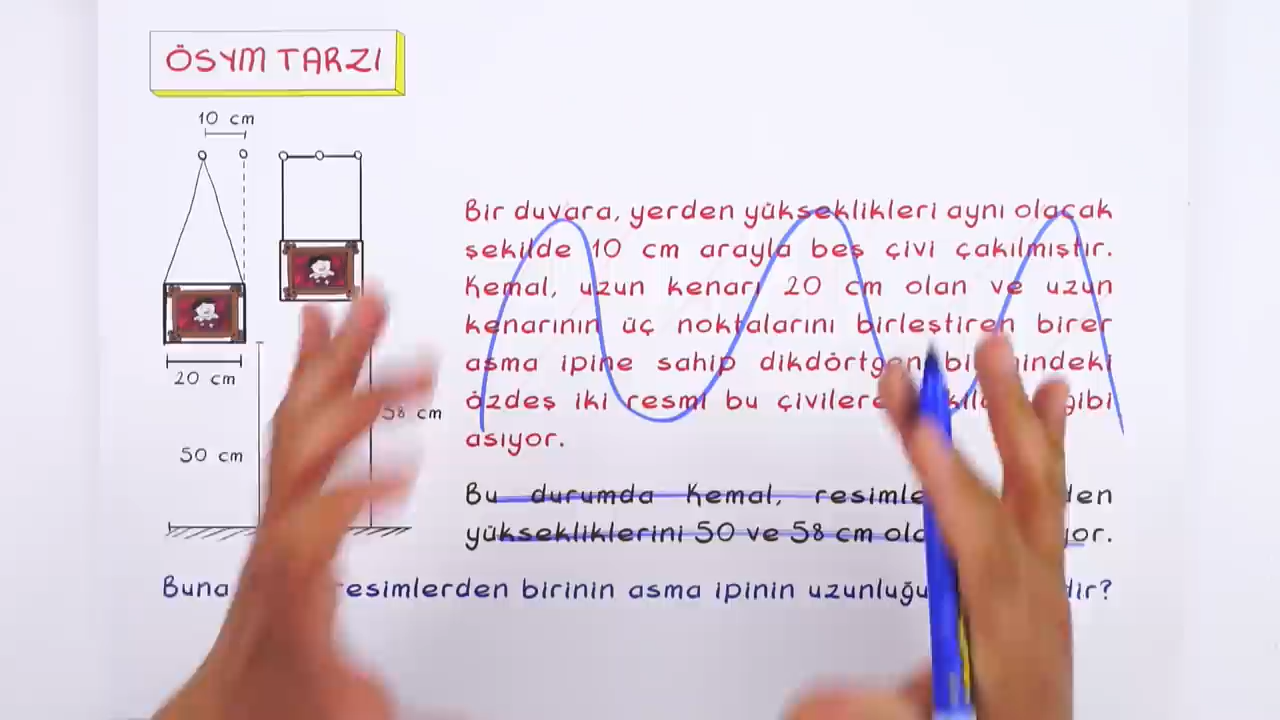 ÖSYM TARZI
10 cm
20 cm
50 cm
58 cm
Bir duvara, yerden yükseklikleri aynı olacak
şekilde 10 cm arayla beş çivi çakılmıştır.
Kemal, uzun kenarı 20 cm olan ve uzun
kenarının üç noktalarını birleştiren birer
asma ipine sahip dikdörtgen
özdeş iki resmi bu çivilere gibi
asıyor.
Bu durumda Kemal,
yüksekliklerini 50 ve 58 cm
Buna birinin asma ipinin uzunluğu